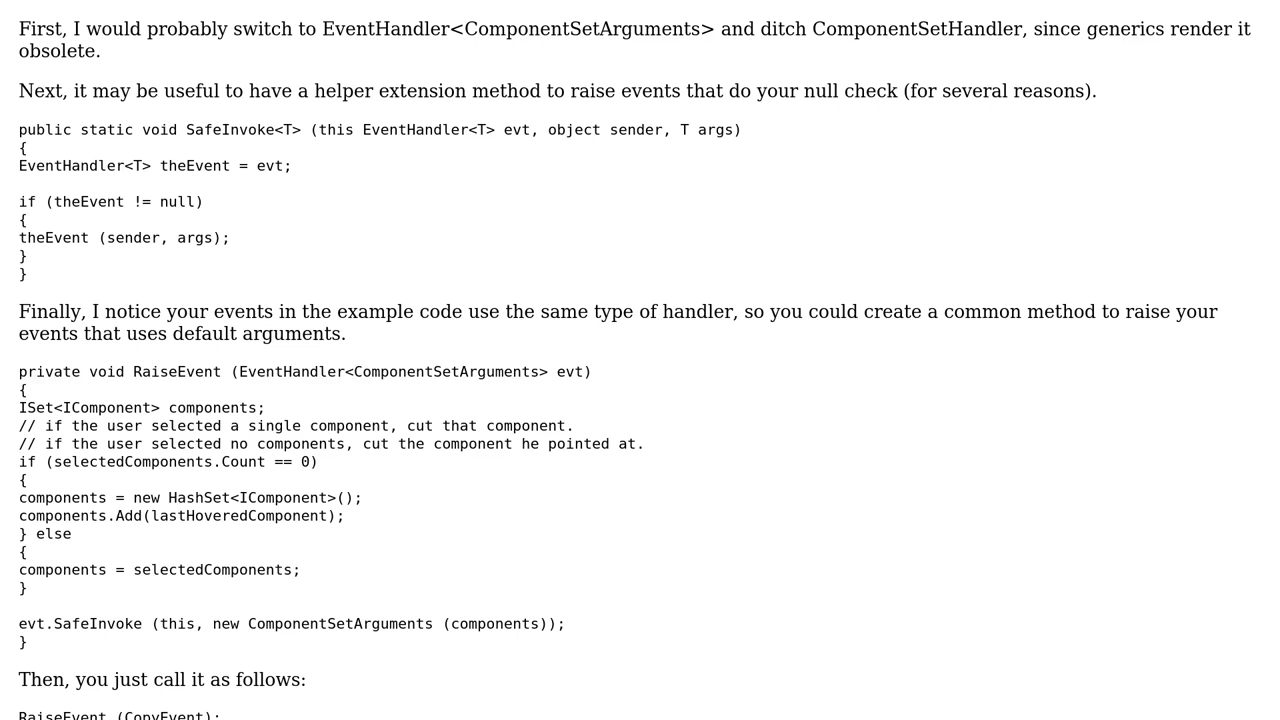 First, I would probably switch to EventHandler<ComponentSetArguments> and ditch ComponentSetHandler, since generics render it
obsolete.
Next, it may be useful to have a helper extension method to raise events that do your null check (for several reasons).
public static void SafeInvoke<T> (this EventHandler<T> evt, object sender, T args)
{
EventHandler<T> theEvent = evt;
if (theEvent != null)
{
theEvent (sender, args);
}
}
Finally, I notice your events in the example code use the same type of handler, so you could create a common method to raise your
events that uses default arguments.
private void RaiseEvent (EventHandler<ComponentSetArguments> evt)
{
ISet<IComponent> components;
// if the user selected a single component, cut that component.
// if the user selected no components, cut the component he pointed at.
if (selectedComponents.Count == 0)
{
components = new HashSet<IComponent>();
components.Add(lastHoveredComponent);
} else
{
components = selectedComponents;
}
evt.SafeInvoke (this, new ComponentSetArguments (components));
}
Then, you just call it as follows:
RaiseEvent (CopyEvent);